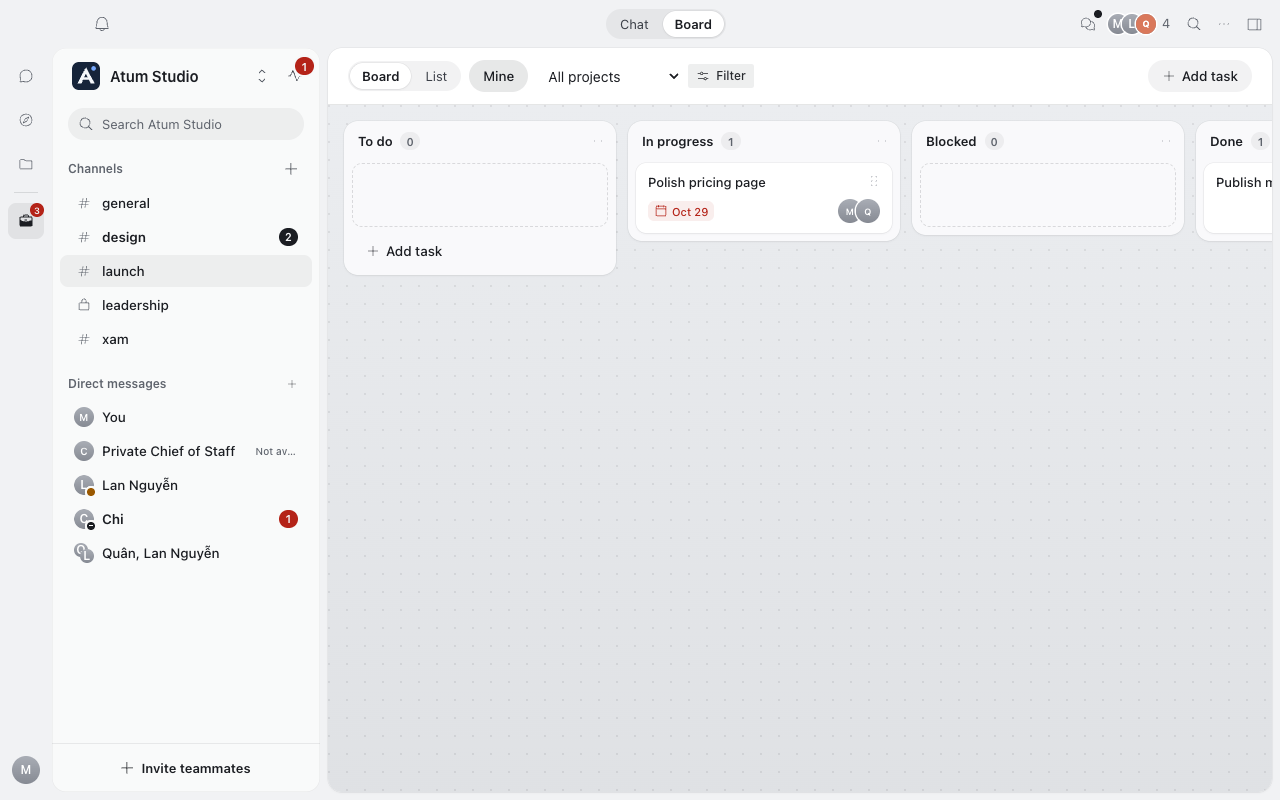 Chat
Board
M L Q 4
Atum Studio
1
Search Atum Studio
Channels
general
design 2
launch
leadership
xam
3
Direct messages
M You
C Private Chief of Staff Not av...
L Lan Nguyễn
C Chi 1
Q L Quân, Lan Nguyễn
Invite teammates
M
Board
List
Mine
All projects
Filter
Add task
To do 0
Add task
In progress 1
Polish pricing page
Oct 29
M Q
Blocked 0
Done 1
Publish